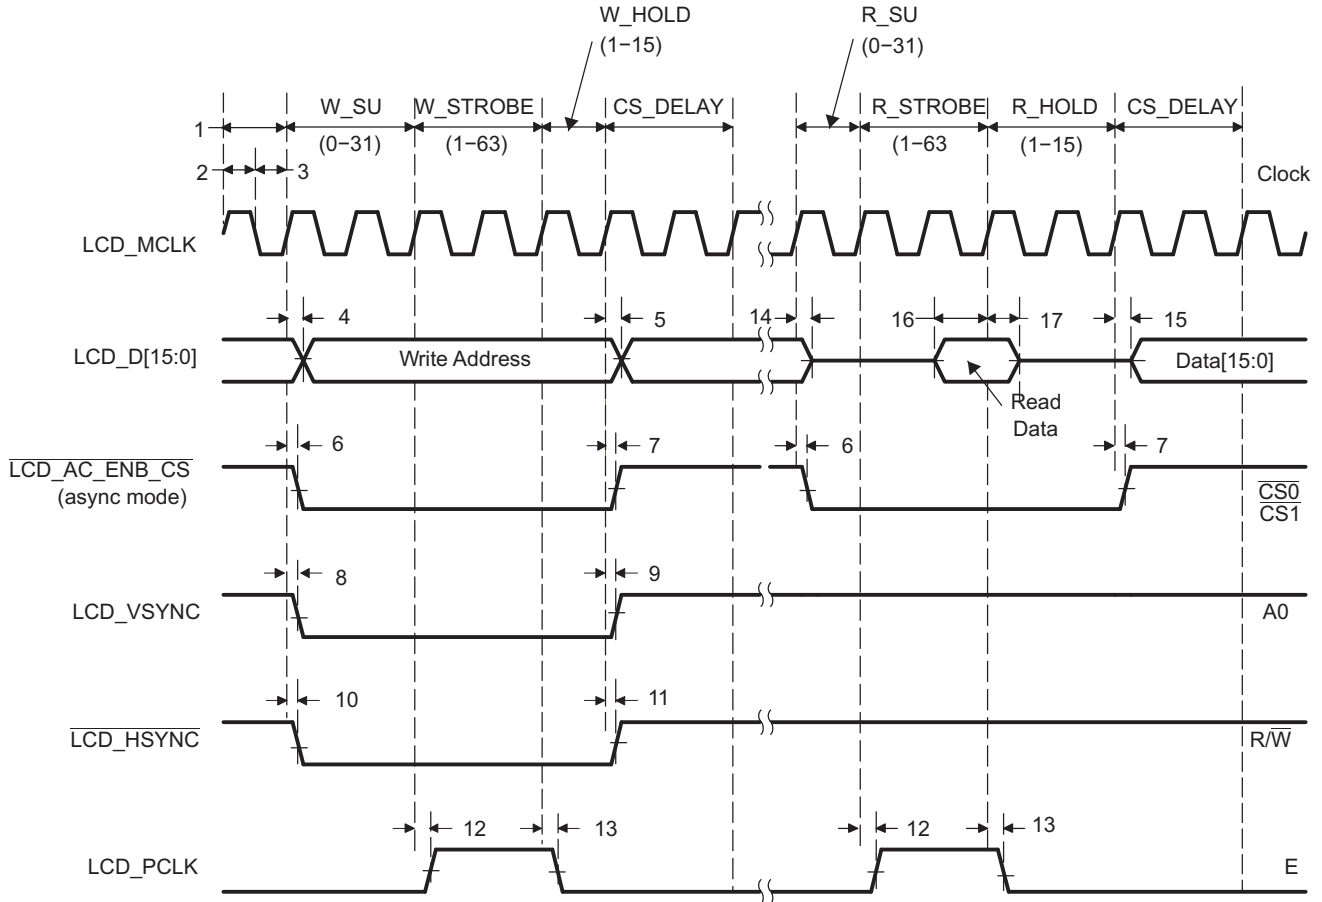 W_HOLD
(1−15)
R_SU
(0−31)
W_SU
(0−31)
W_STROBE
(1−63)
CS_DELAY
R_STROBE
(1−63
R_HOLD
(1−15)
CS_DELAY
1
2
3
Clock
LCD_MCLK
4
5
14
16
17
15
LCD_D[15:0]
Write Address
Data[15:0]
Read
Data
6
7
6
7
LCD_AC_ENB_CS
(async mode)
CS0
CS1
8
9
LCD_VSYNC
A0
10
11
LCD_HSYNC
R/W
12
13
12
13
LCD_PCLK
E